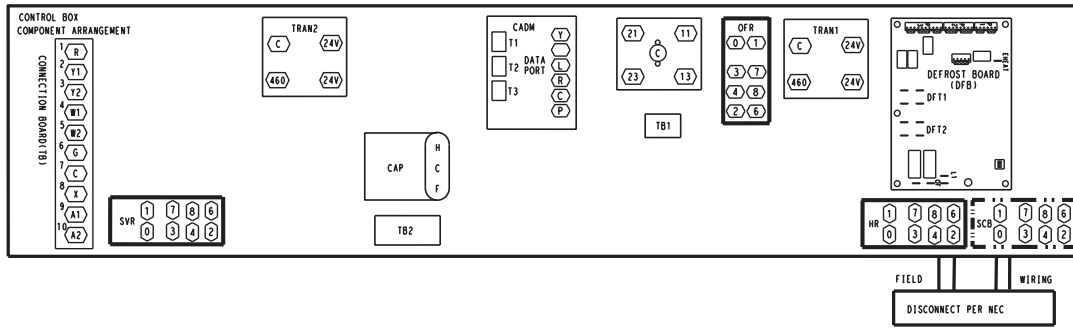 CONTROL BOX
COMPONENT ARRANGEMENT
CONNECTION BOARD(TB)
1 R
2 Y1
3 Y2
4 W1
5 W2
6 G
7 C
8 X
9 A1
10 A2
SVR
1 7 8 6
0 3 4 2
TRAN2
C 24V
460 24V
CAP
H
C
F
TB2
CADM
T1
T2
T3
DATA
PORT
Y
L
R
C
P
21 11
C
23 13
TB1
OFR
0 1
3 7
4 8
2 6
TRAN1
C 24V
460 24V
EHEAT
DEFROST BOARD
(DFB)
DFT1
DFT2
HR
1 7 8 6
0 3 4 2
SCB
1 7 8 6
0 3 4 2
FIELD WIRING
DISCONNECT PER NEC